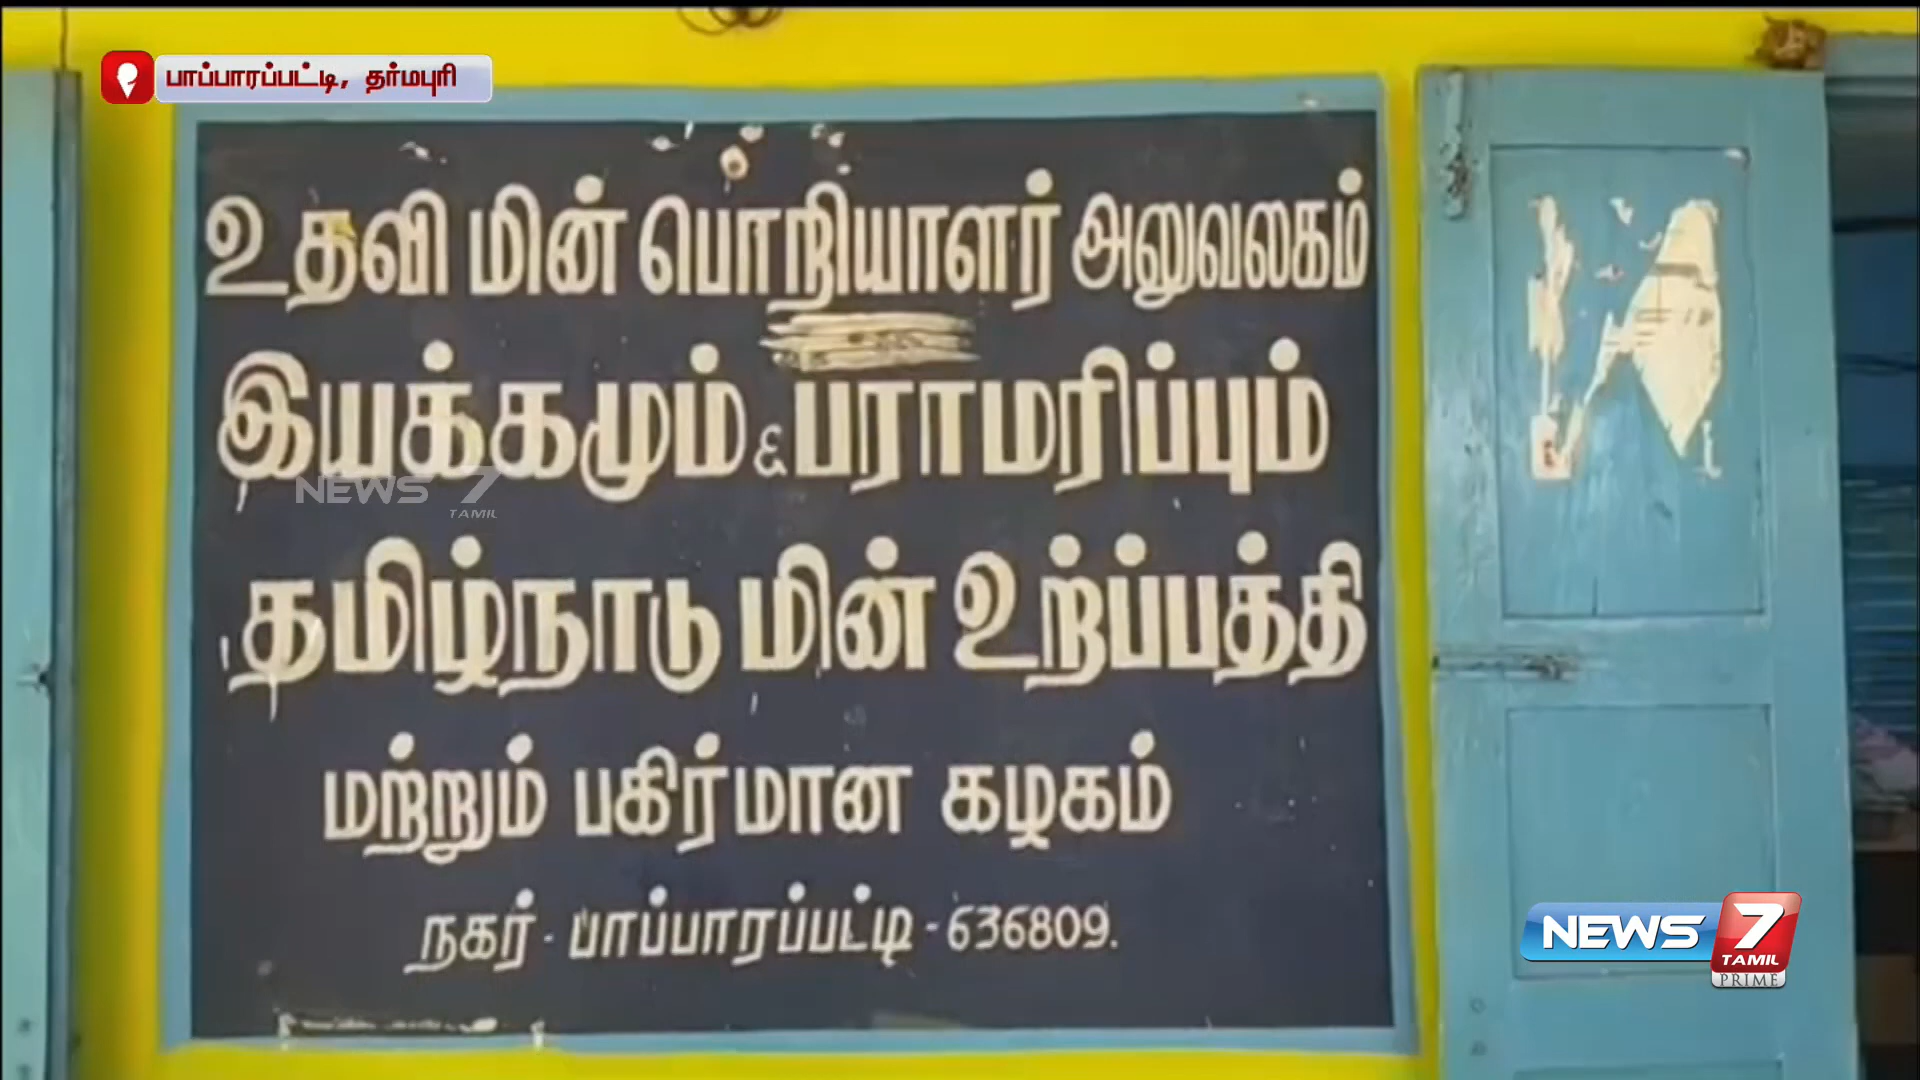 பாப்பாரப்பட்டி, தர்மபுரி
உதவி மின் பொறியாளர் அலுவலகம்
இயக்கமும் & பராமரிப்பும்
NEWS 7
TAMIL
தமிழ்நாடு மின் உற்ப்பத்தி
மற்றும் பகிர்மான கழகம்
நகர் - பாப்பாரப்பட்டி - 636809.
NEWS 7
TAMIL
PRIME